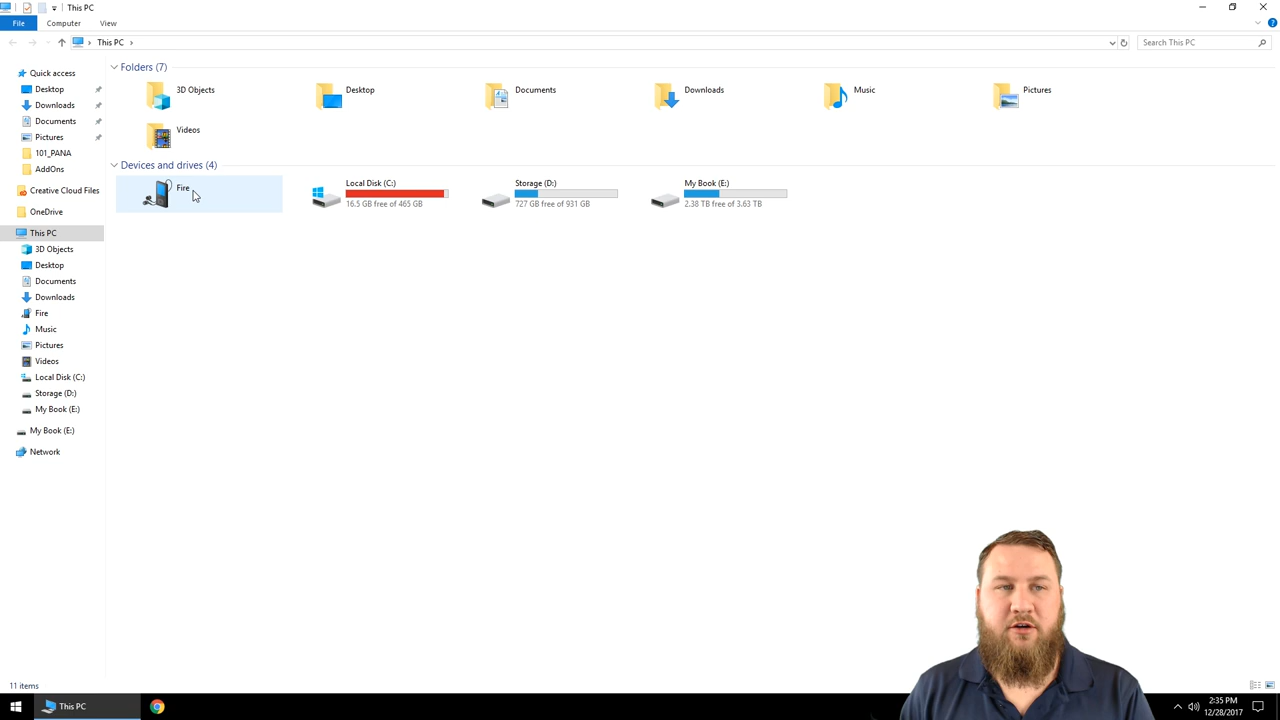 This PC
File
Computer
View
This PC
Search This PC
Quick access
Desktop
Downloads
Documents
Pictures
101_PANA
AddOns
Creative Cloud Files
OneDrive
This PC
3D Objects
Desktop
Documents
Downloads
Fire
Music
Pictures
Videos
Local Disk (C:)
Storage (D:)
My Book (E:)
My Book (E:)
Network
Folders (7)
3D Objects
Desktop
Documents
Downloads
Music
Pictures
Videos
Devices and drives (4)
Fire
Local Disk (C:)
16.5 GB free of 465 GB
Storage (D:)
727 GB free of 931 GB
My Book (E:)
2.38 TB free of 3.63 TB
11 items
This PC
2:35 PM
12/28/2017